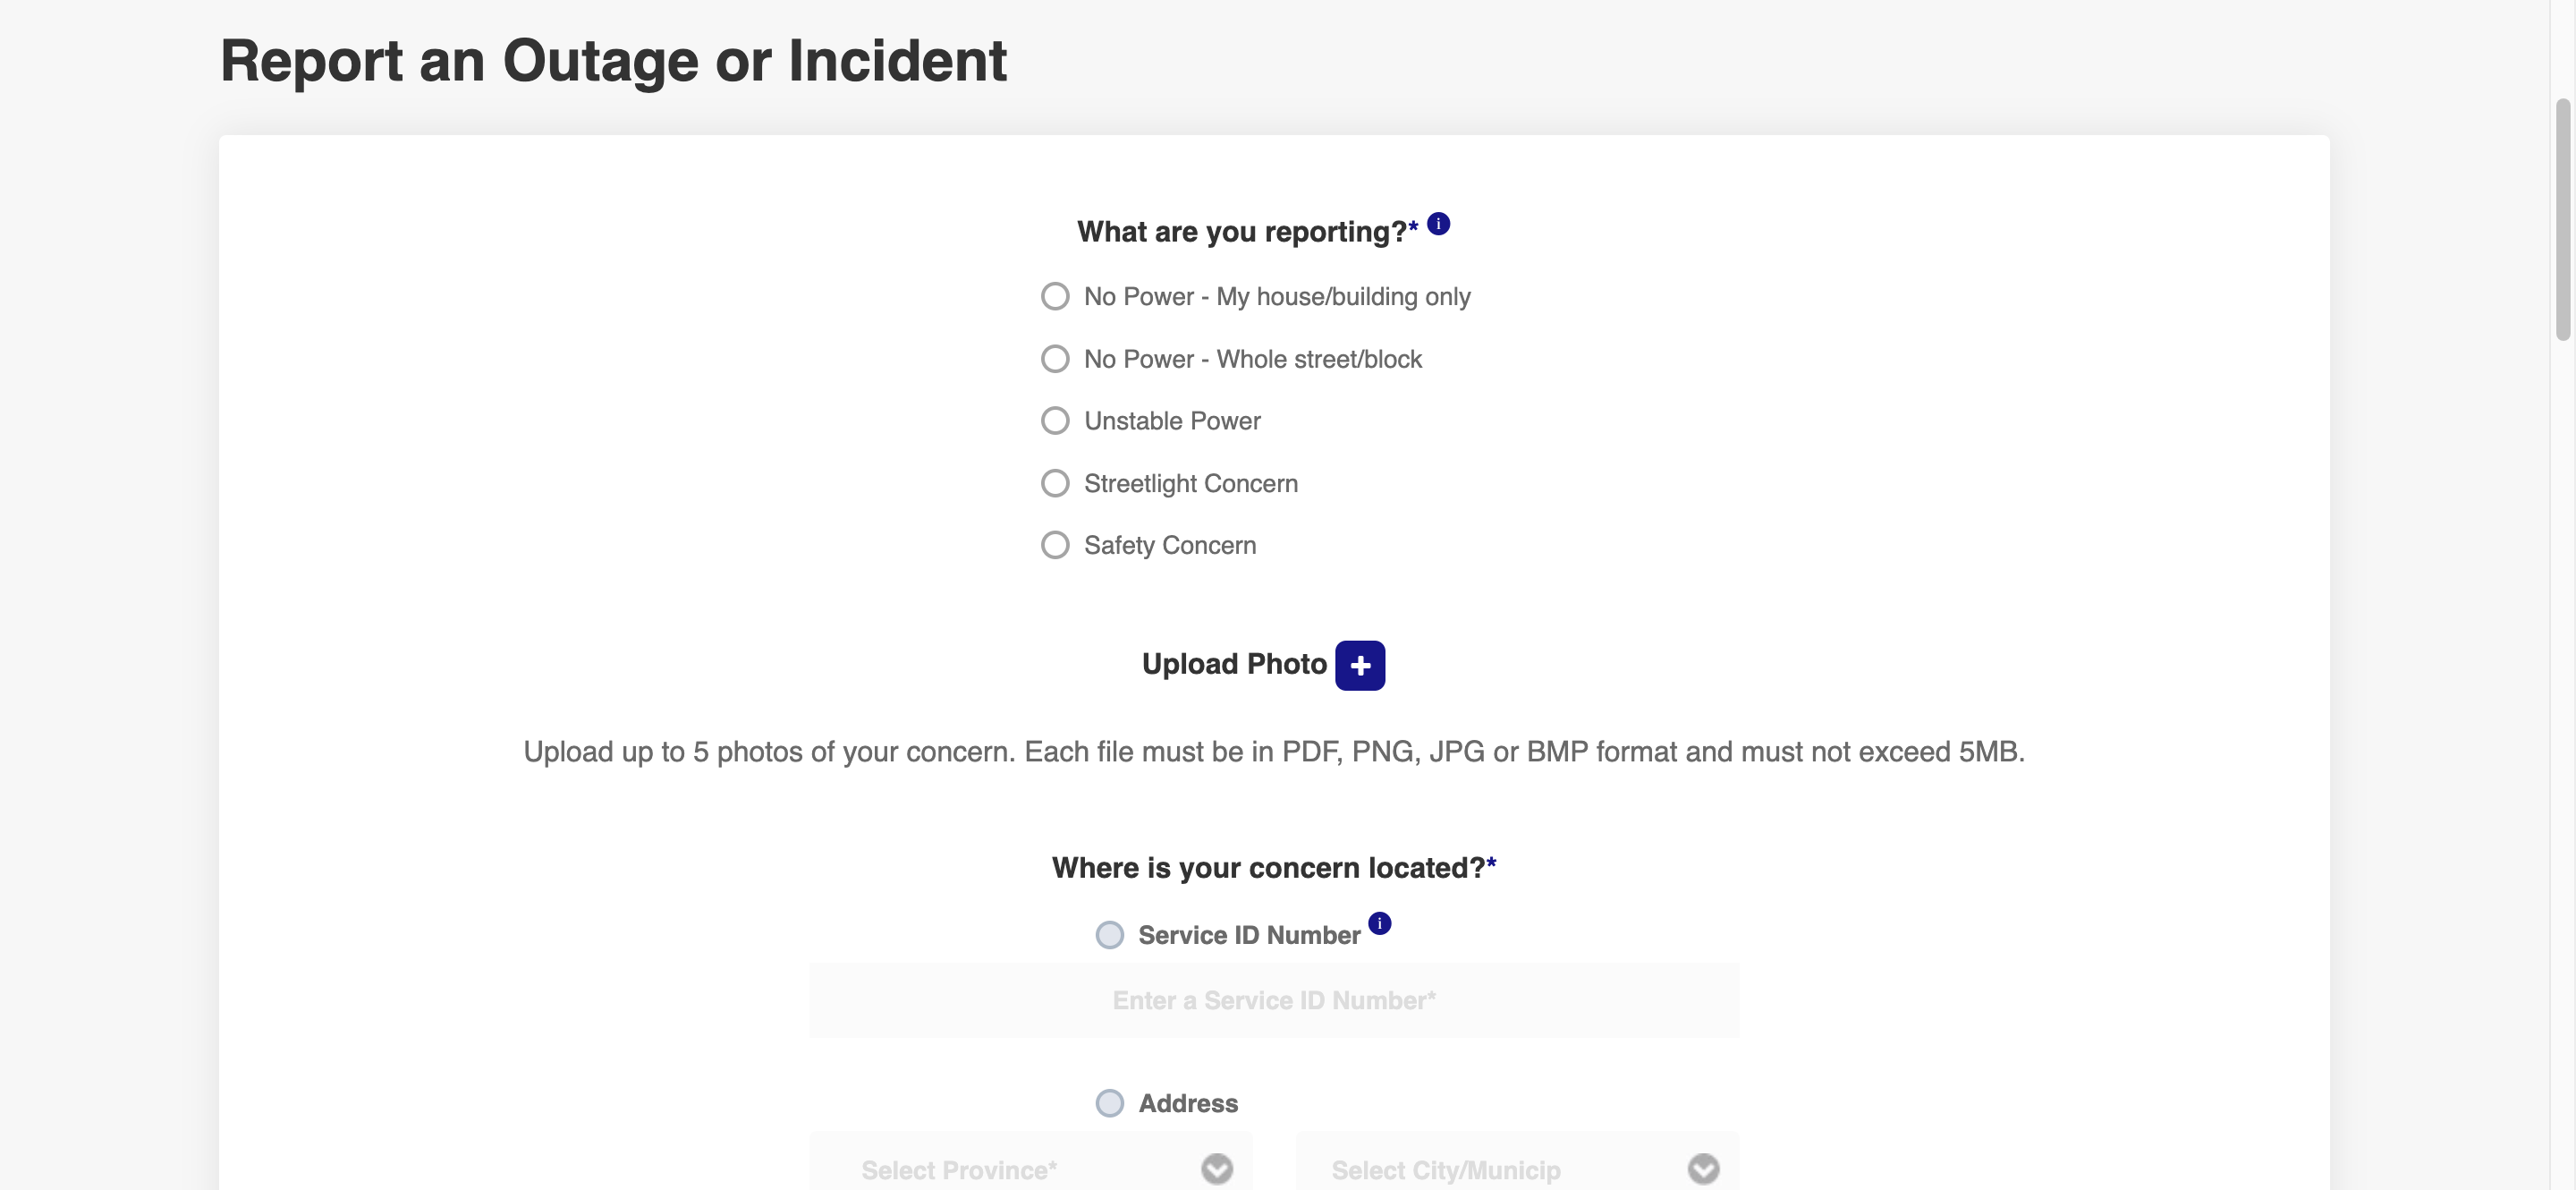 Report an Outage or Incident
What are you reporting?* i
No Power - My house/building only
No Power - Whole street/block
Unstable Power
Streetlight Concern
Safety Concern
Upload Photo +
Upload up to 5 photos of your concern. Each file must be in PDF, PNG, JPG or BMP format and must not exceed 5MB.
Where is your concern located?*
Service ID Number i
Enter a Service ID Number*
Address
Select Province* Select City/Municip